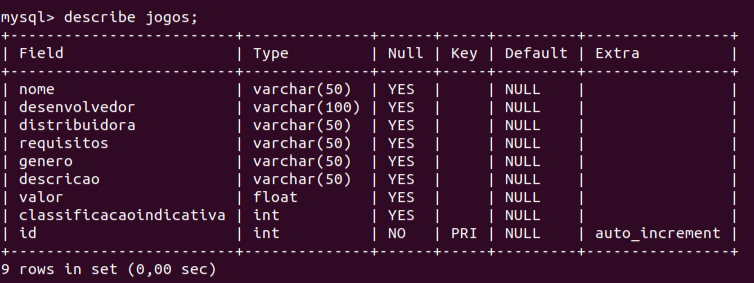 mysql> describe jogos;
+------------------------+--------------+------+-----+---------+----------------+
| Field                  | Type         | Null | Key | Default | Extra          |
+------------------------+--------------+------+-----+---------+----------------+
| nome                   | varchar(50)  | YES  |     | NULL    |                |
| desenvolvedor          | varchar(100) | YES  |     | NULL    |                |
| distribuidora          | varchar(50)  | YES  |     | NULL    |                |
| requisitos             | varchar(50)  | YES  |     | NULL    |                |
| genero                 | varchar(50)  | YES  |     | NULL    |                |
| descricao              | varchar(50)  | YES  |     | NULL    |                |
| valor                  | float        | YES  |     | NULL    |                |
| classificacaoindicativa | int          | YES  |     | NULL    |                |
| id                     | int          | NO   | PRI | NULL    | auto_increment |
+------------------------+--------------+------+-----+---------+----------------+
9 rows in set (0,00 sec)